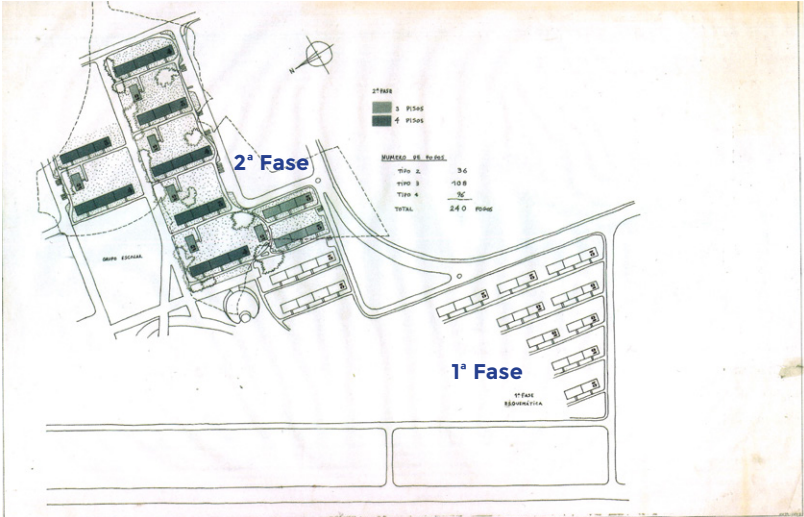 N
2ª FASE
3 PISOS
4 PISOS
2ª Fase
NUMERO DE FOGOS
TIPO 2 36
TIPO 3 108
TIPO 4 96
TOTAL 240 FOGOS
GRUPO ESCOLAR
1ª Fase
1ª FASE
ESQUEMÁTICA